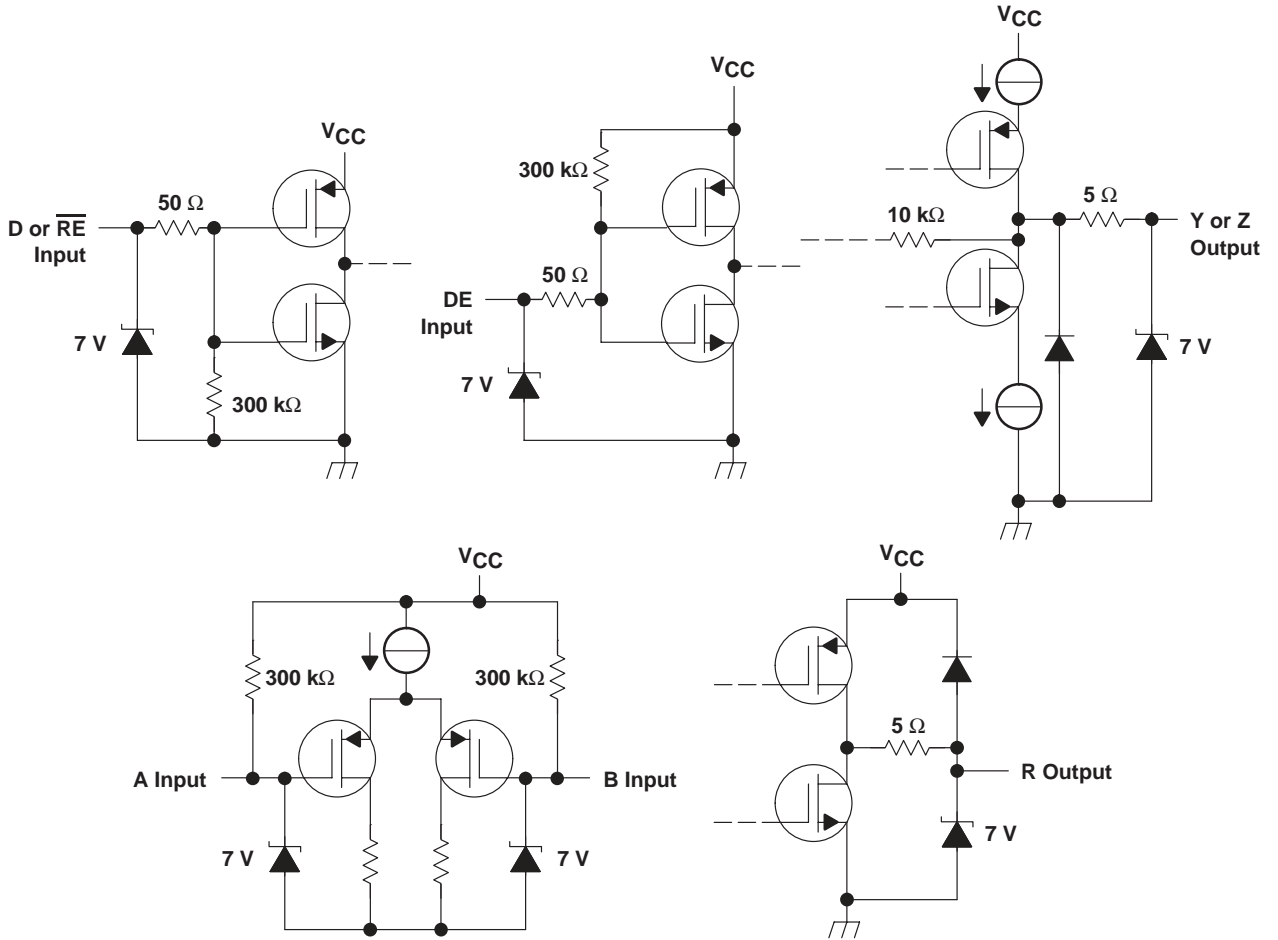 VCC
50 Ω
D or R̅E̅
Input
7 V
300 kΩ
VCC
300 kΩ
50 Ω
DE
Input
7 V
VCC
10 kΩ
5 Ω
Y or Z
Output
7 V
VCC
300 kΩ
300 kΩ
A Input
B Input
7 V
7 V
VCC
5 Ω
R Output
7 V